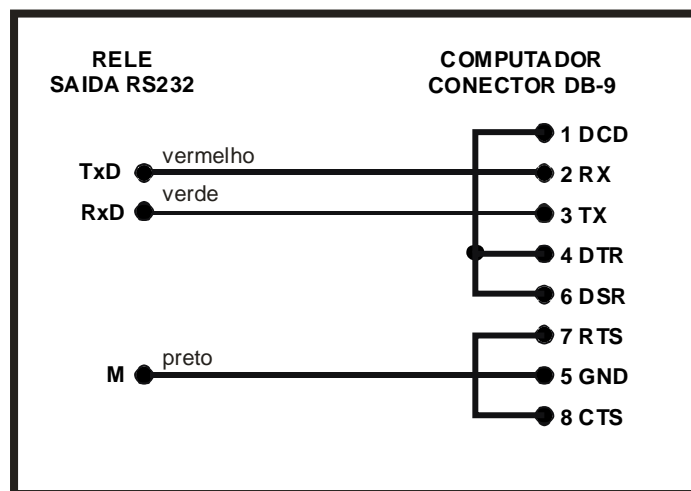 RELE
SAIDA RS232
COMPUTADOR
CONECTOR DB-9
1 DCD
vermelho
TxD
2 RX
verde
RxD
3 TX
4 DTR
6 DSR
7 RTS
preto
M
5 GND
8 CTS